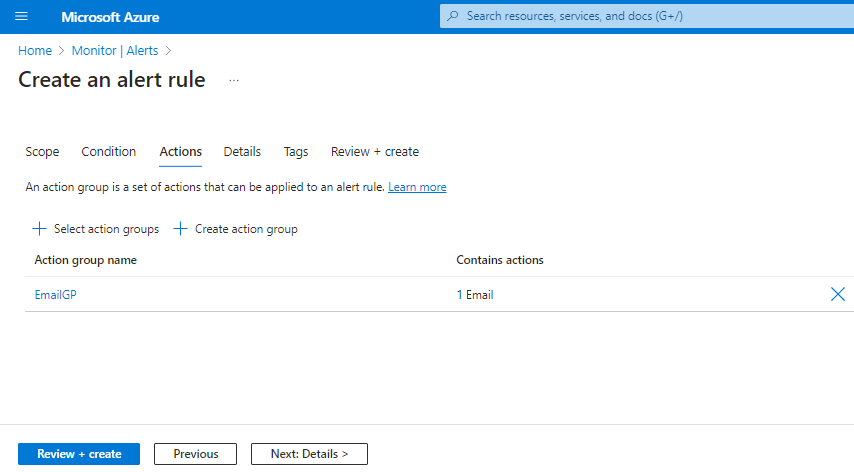 Microsoft Azure
Search resources, services, and docs (G+/)
Home > Monitor | Alerts >
Create an alert rule ...
Scope Condition Actions Details Tags Review + create
An action group is a set of actions that can be applied to an alert rule. Learn more
+ Select action groups + Create action group
Action group name Contains actions
EmailGP 1 Email
Review + create Previous Next: Details >